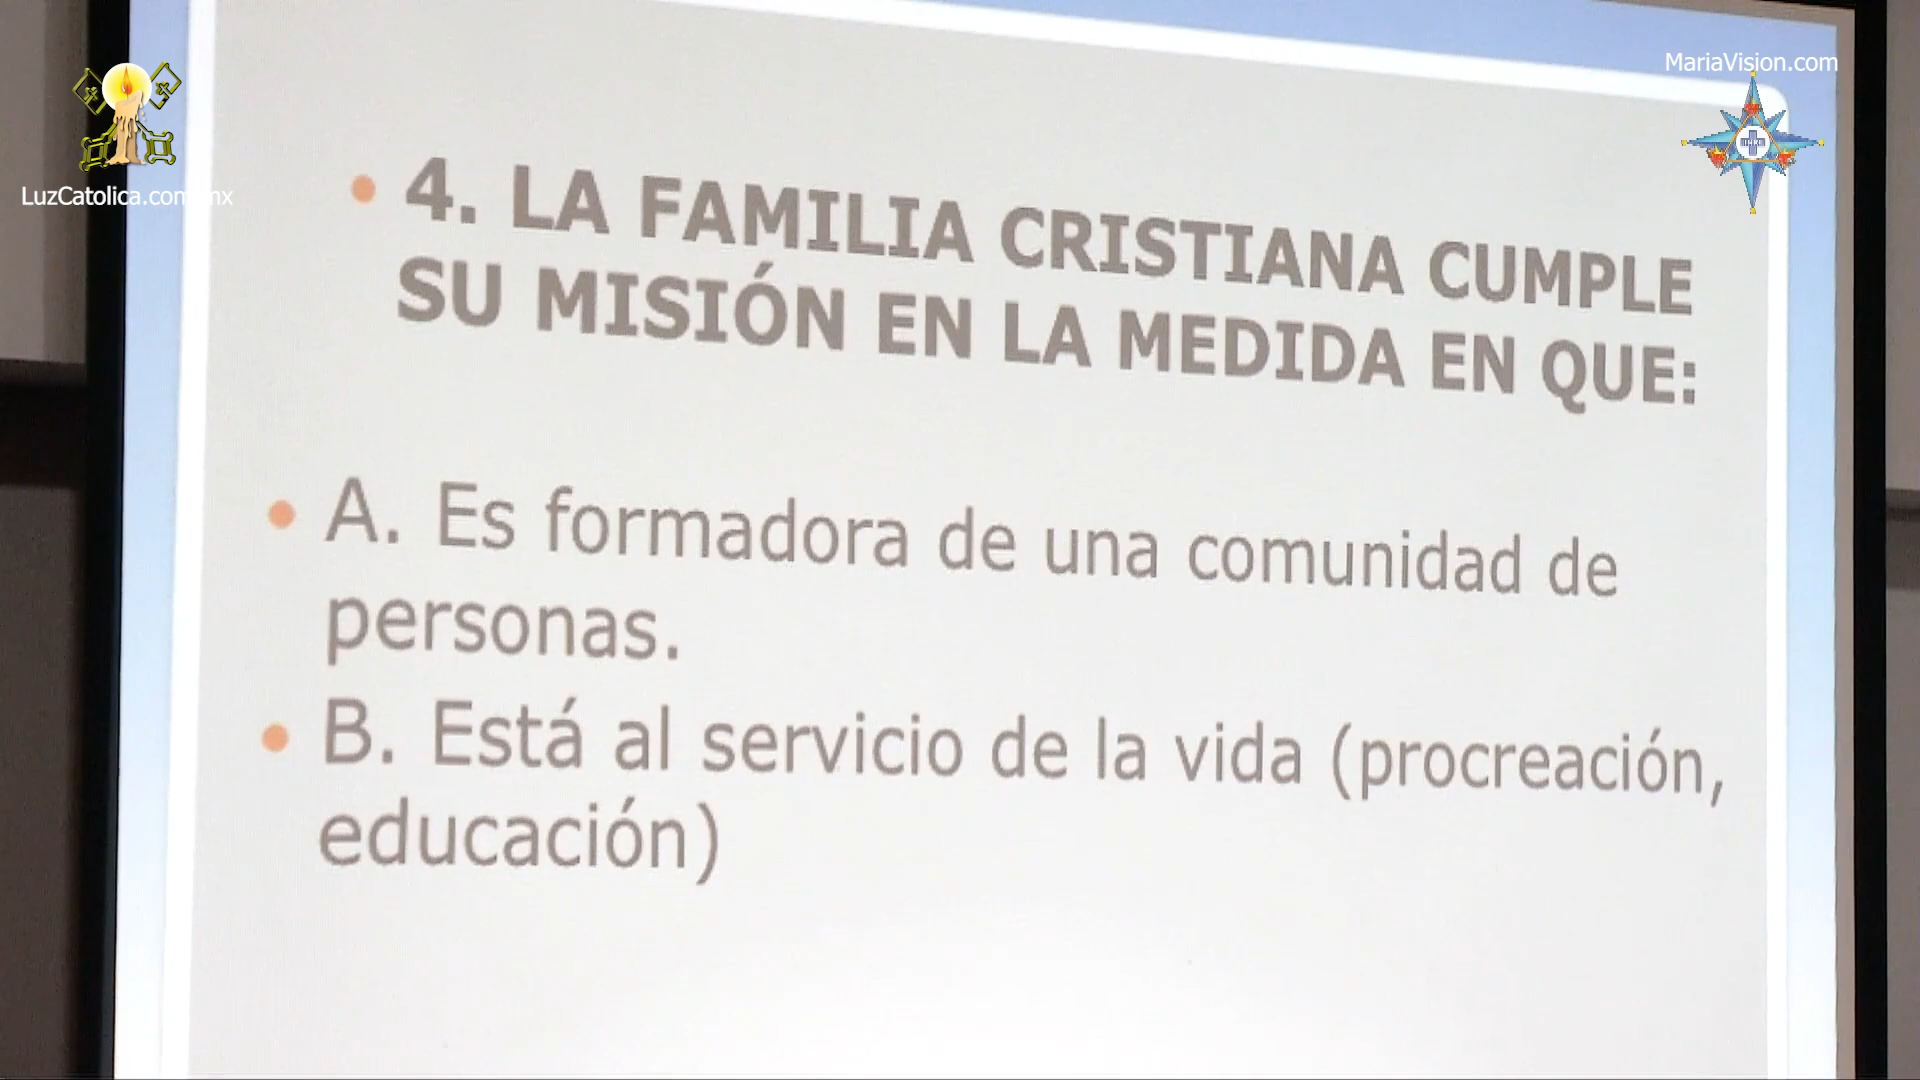 MariaVision.com
LuzCatolica.com.mx
• 4. LA FAMILIA CRISTIANA CUMPLE
SU MISIÓN EN LA MEDIDA EN QUE:
• A. Es formadora de una comunidad de
personas.
• B. Está al servicio de la vida (procreación,
educación)